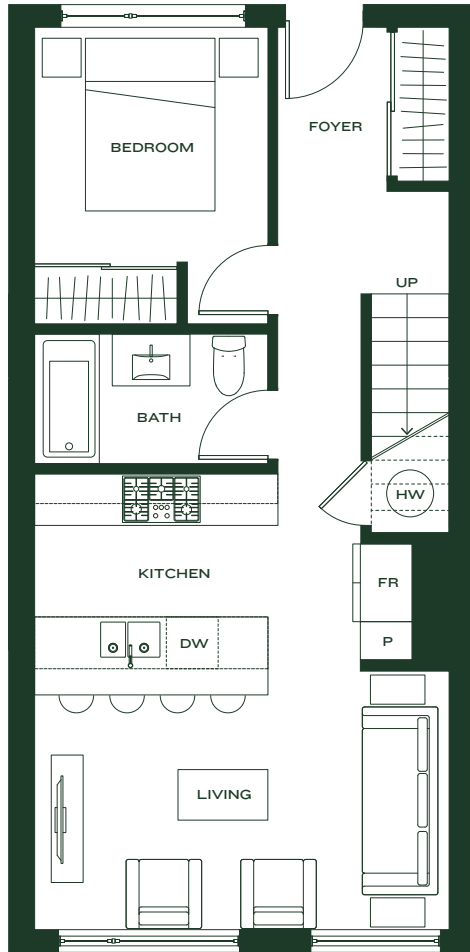 FOYER
BEDROOM
UP
BATH
HW
KITCHEN
FR
DW
P
LIVING